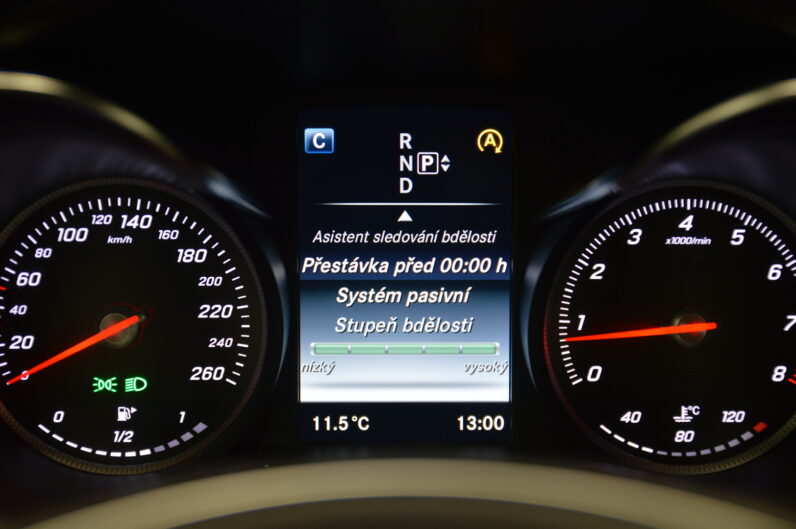 C
R
N P
D
A
Asistent sledování bdělosti
Přestávka před 00:00 h
Systém pasivní
Stupeň bdělosti
nízký vysoký
11.5°C 13:00
0 20 40 60 80 100 120 140 160 180 200 220 240 260
km/h
0 1/2 1
0 1 2 3 4 5 6 7 8
x1000/min
°C
40 80 120